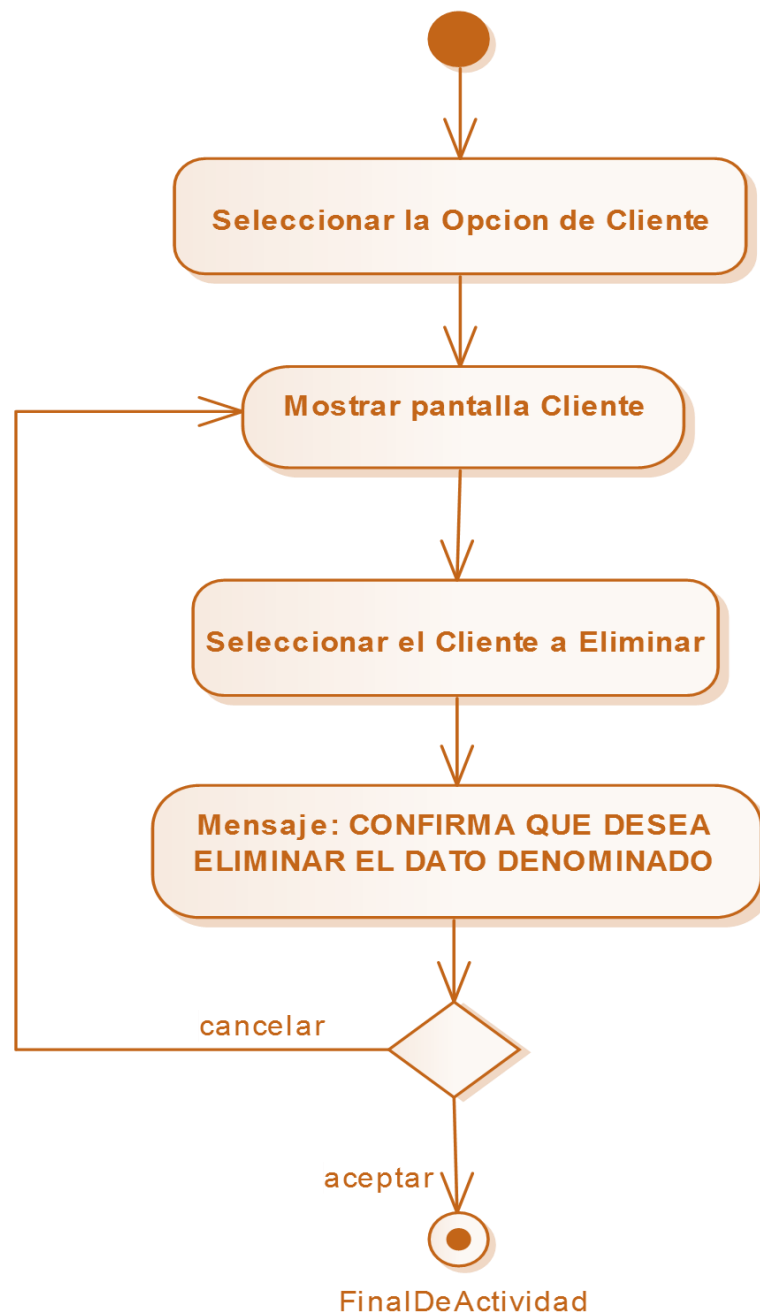 Seleccionar la Opcion de Cliente
Mostrar pantalla Cliente
Seleccionar el Cliente a Eliminar
Mensaje: CONFIRMA QUE DESEA
ELIMINAR EL DATO DENOMINADO
cancelar
aceptar
FinalDeActividad